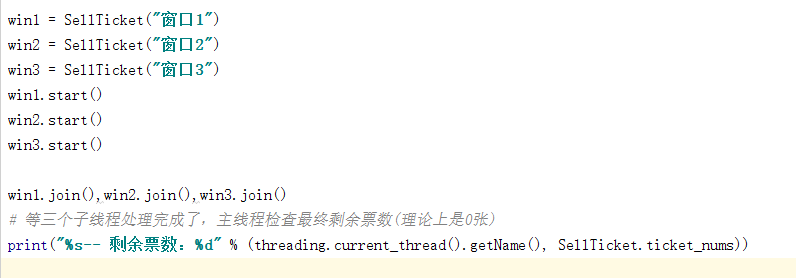 win1 = SellTicket("窗口1")
win2 = SellTicket("窗口2")
win3 = SellTicket("窗口3")
win1.start()
win2.start()
win3.start()
win1.join(),win2.join(),win3.join()
# 等三个子线程处理完成了，主线程检查最终剩余票数(理论上是0张)
print("%s-- 剩余票数：%d" % (threading.current_thread().getName(), SellTicket.ticket_nums))